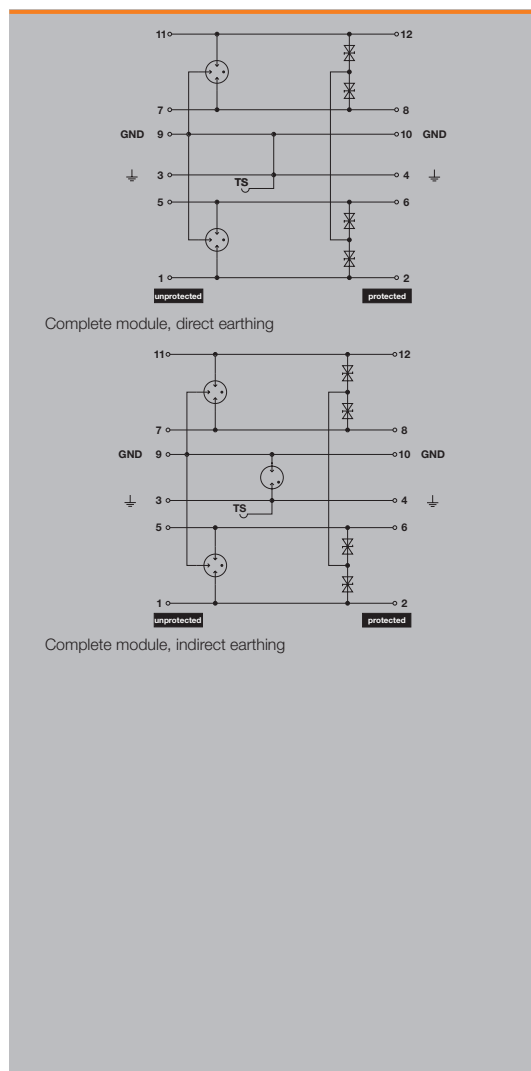 11 12
7 8
GND 9 10 GND
3 4
TS
5 6
1 2
unprotected protected
Complete module, direct earthing
11 12
7 8
GND 9 10 GND
3 4
TS
5 6
1 2
unprotected protected
Complete module, indirect earthing